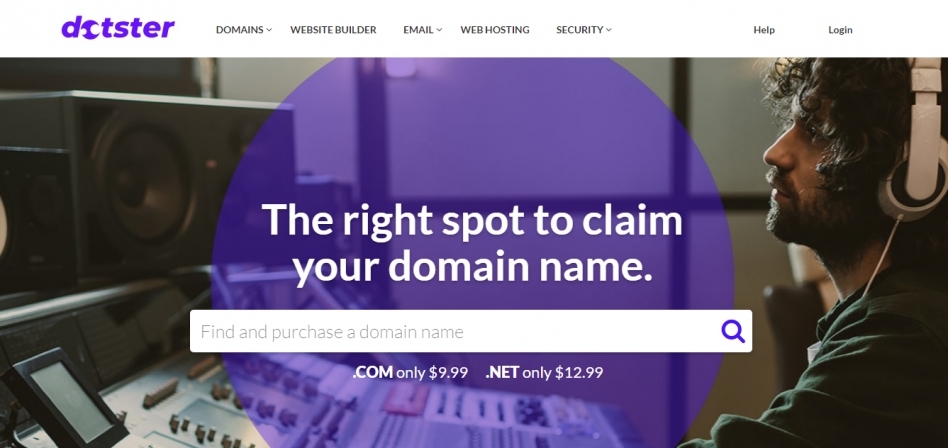 dotster
DOMAINS WEBSITE BUILDER EMAIL WEB HOSTING SECURITY Help Login
The right spot to claim
your domain name.
Find and purchase a domain name
.COM only $9.99 .NET only $12.99